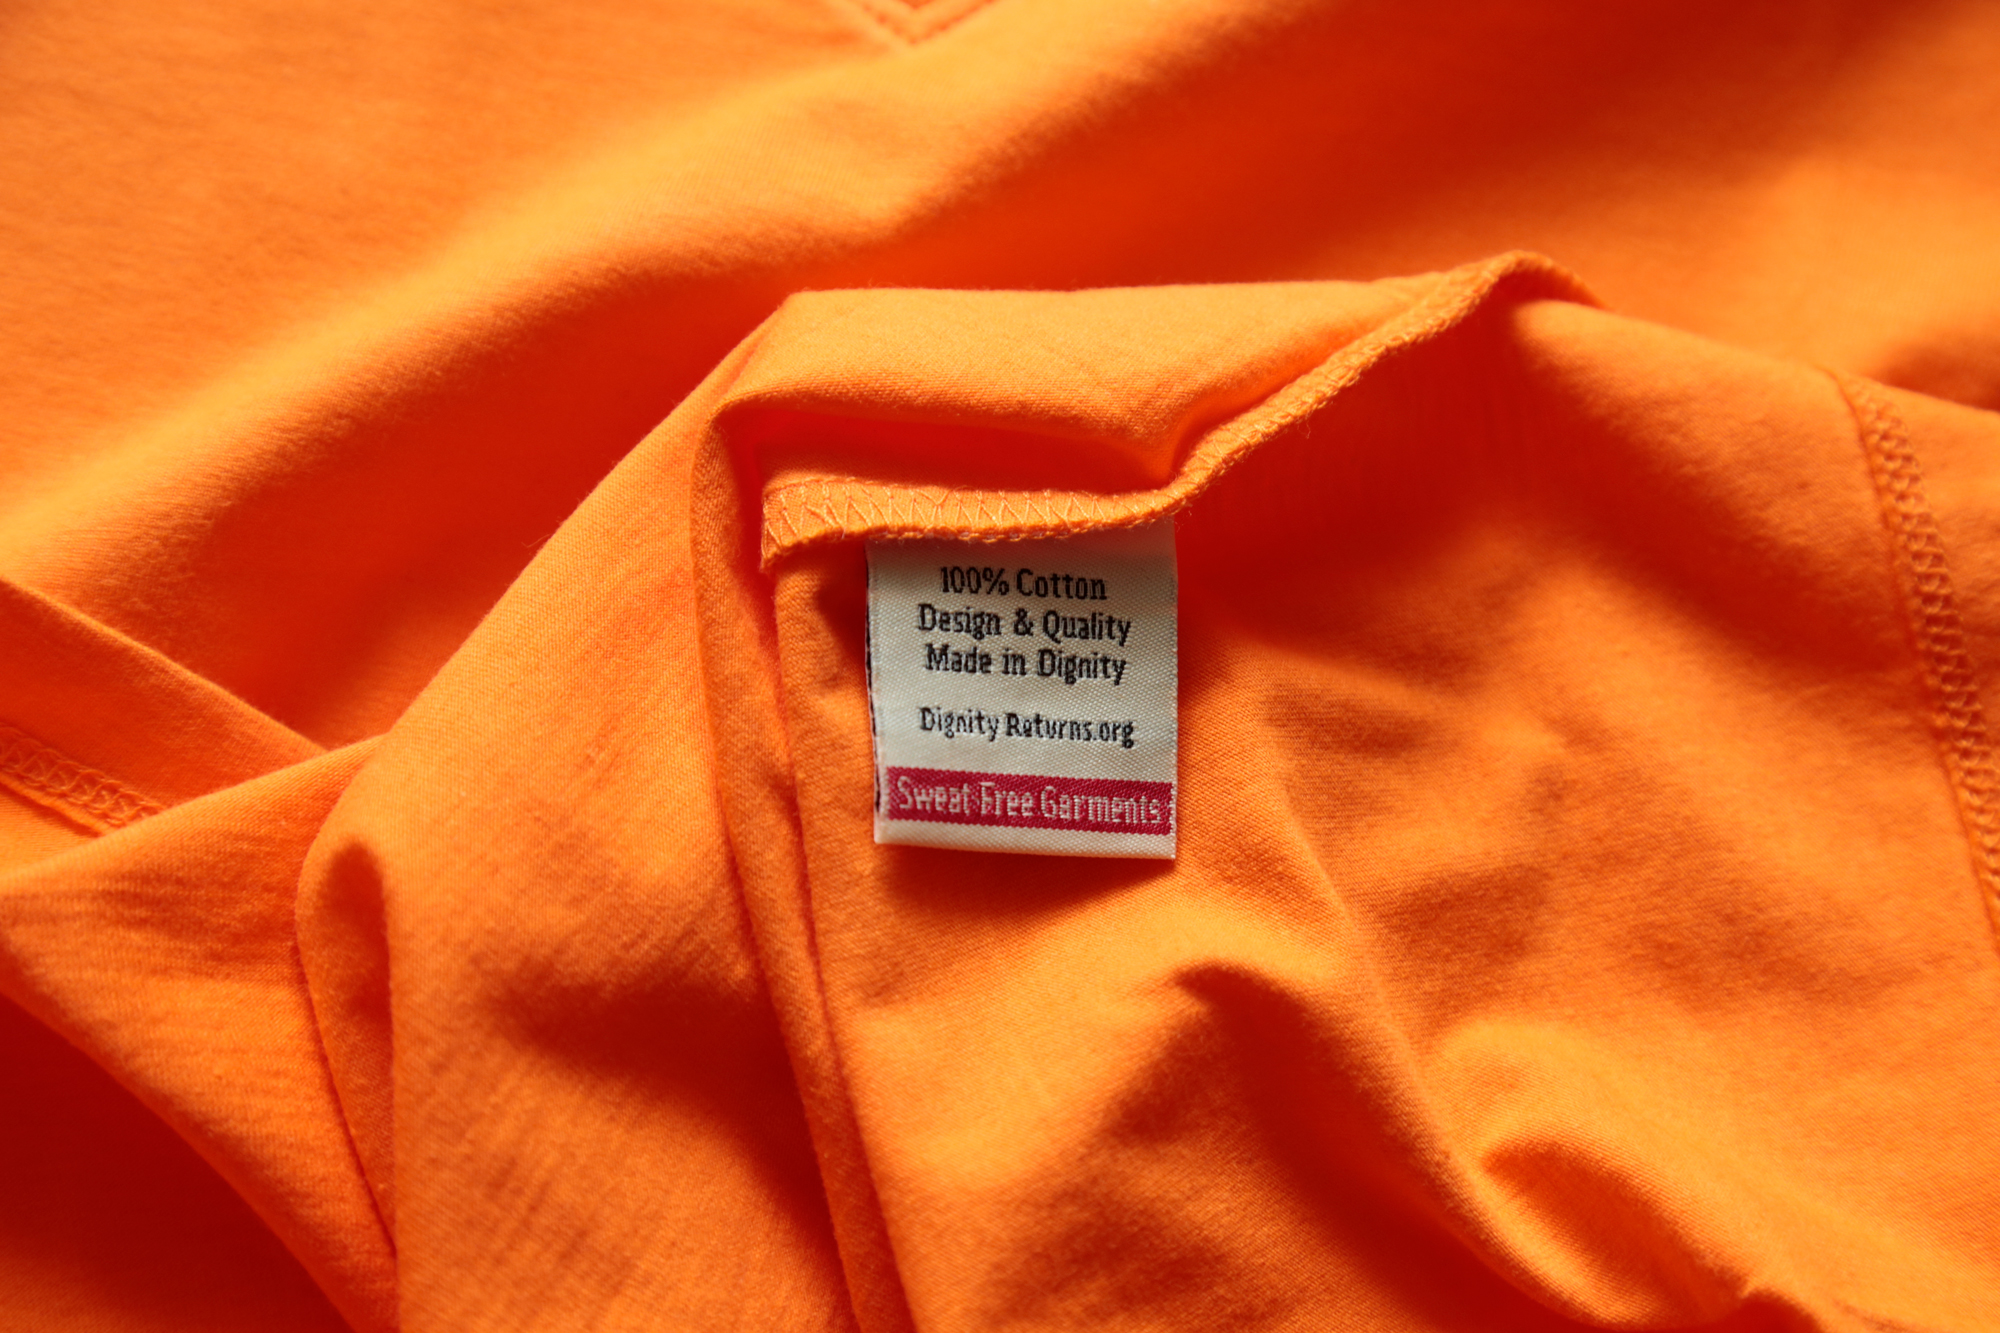 100% Cotton
Design & Quality
Made in Dignity
Dignity Returns.org
Sweat Free Garments